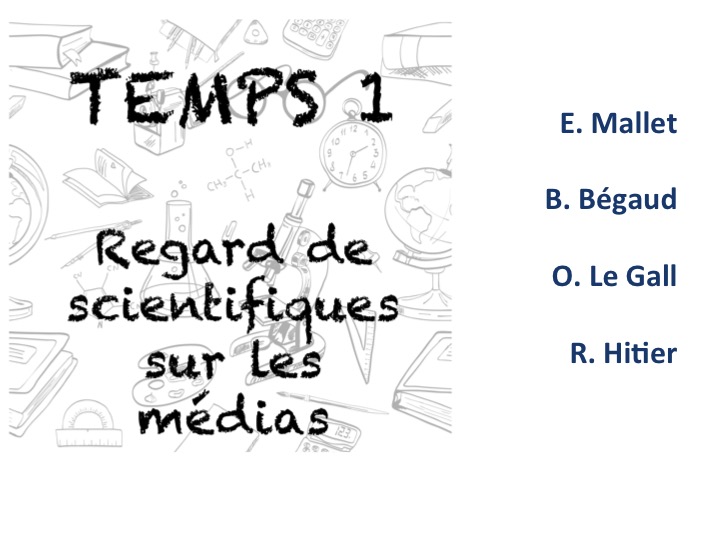 TEMPS 1
Regard de
scientifiques
sur les
médias
E. Mallet
B. Bégaud
O. Le Gall
R. Hitier